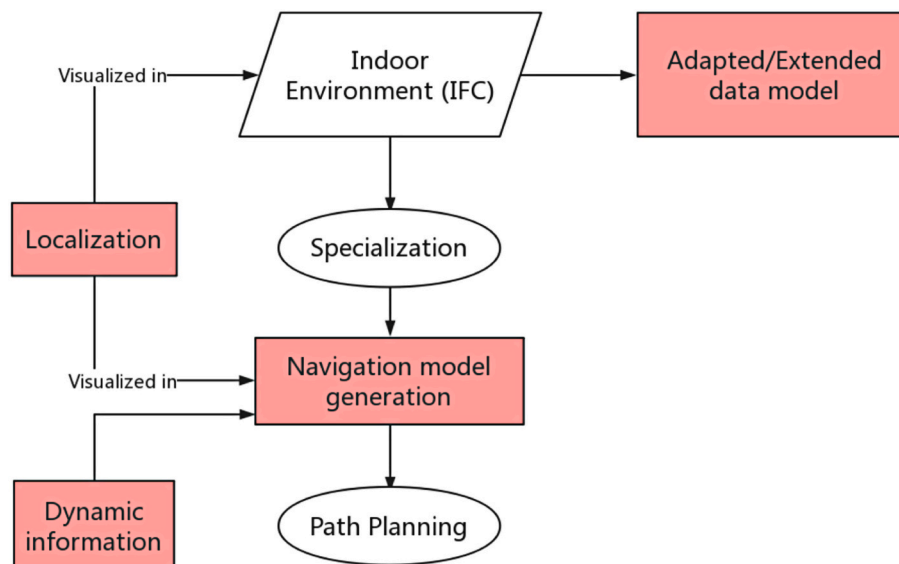 Visualized in
Indoor
Environment (IFC)
Adapted/Extended
data model
Localization
Specialization
Visualized in
Navigation model
generation
Dynamic
information
Path Planning